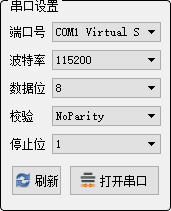 串口设置
端口号 COM1 Virtual S
波特率 115200
数据位 8
校验 NoParity
停止位 1
刷新 打开串口